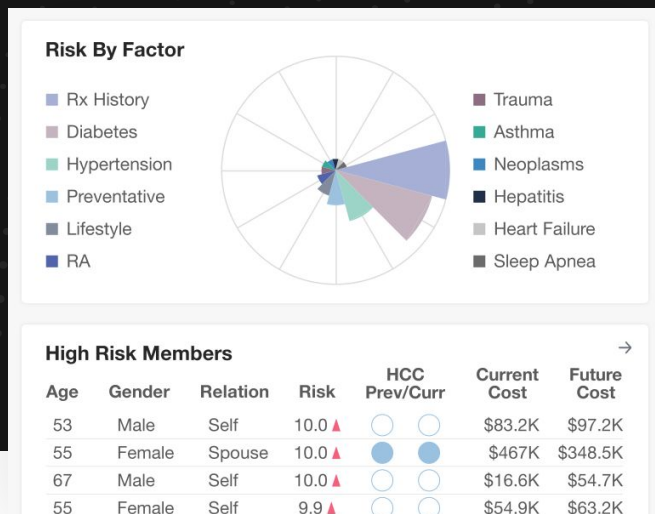 Risk By Factor
Rx History
Diabetes
Hypertension
Preventative
Lifestyle
RA
Trauma
Asthma
Neoplasms
Hepatitis
Heart Failure
Sleep Apnea
High Risk Members →
Age Gender Relation Risk HCC Prev/Curr Current Cost Future Cost
53 Male Self 10.0 $83.2K $97.2K
55 Female Spouse 10.0 $467K $348.5K
67 Male Self 10.0 $16.6K $54.7K
55 Female Self 9.9 $54.9K $63.2K